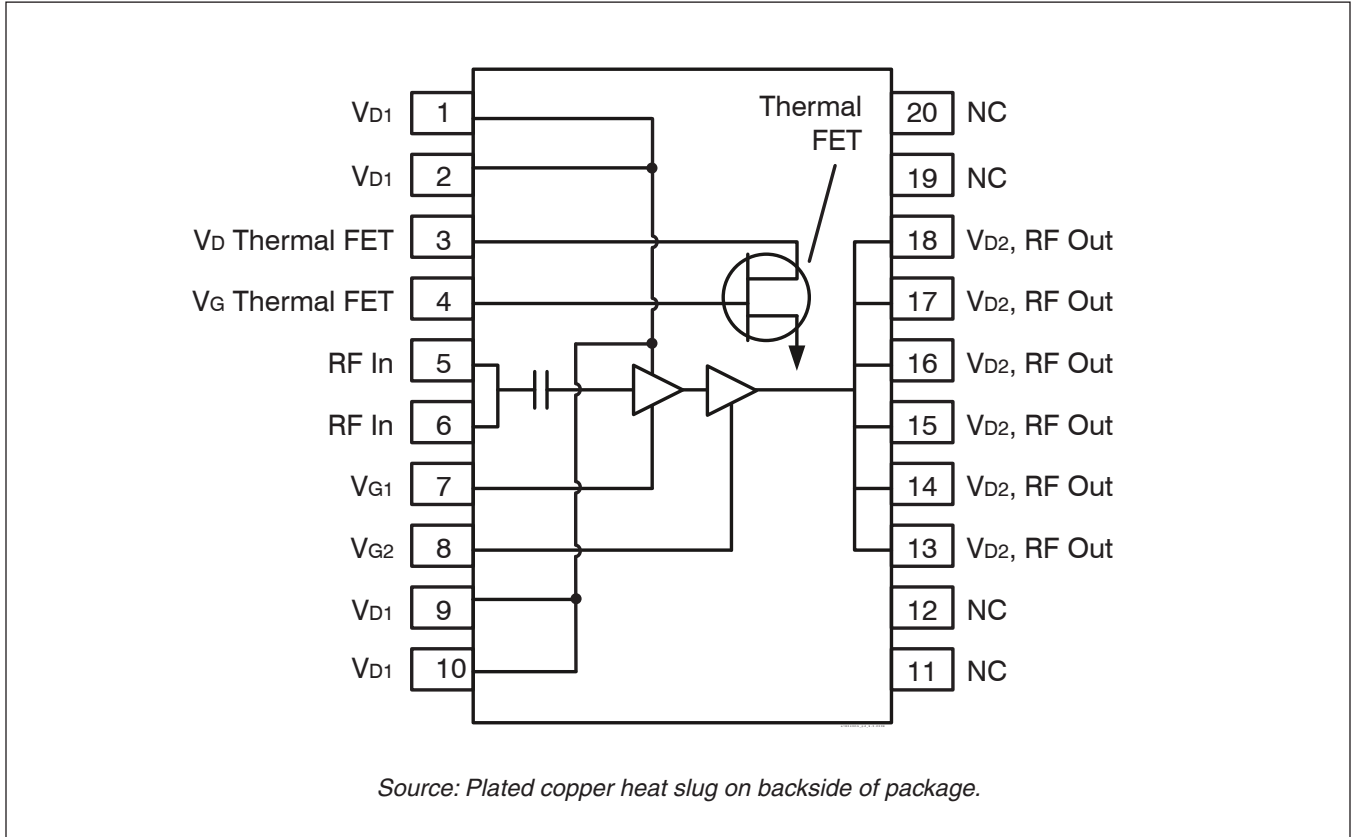 VD1 1
VD1 2
VD Thermal FET 3
VG Thermal FET 4
RF In 5
RF In 6
VG1 7
VG2 8
VD1 9
VD1 10
Thermal
FET
20 NC
19 NC
18 VD2, RF Out
17 VD2, RF Out
16 VD2, RF Out
15 VD2, RF Out
14 VD2, RF Out
13 VD2, RF Out
12 NC
11 NC
Source: Plated copper heat slug on backside of package.